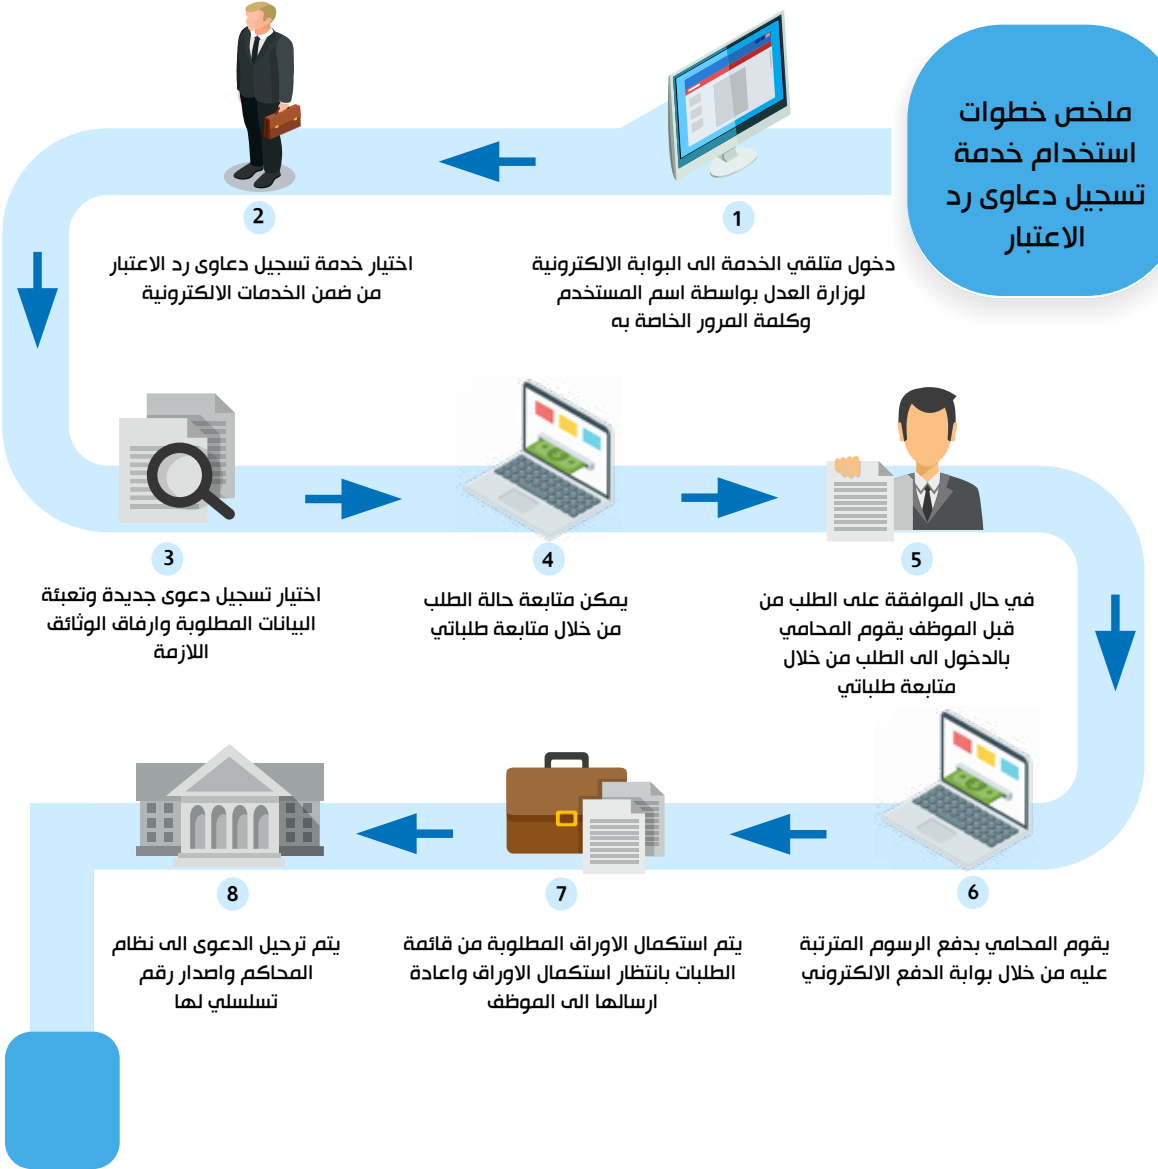 ملخص خطوات
استخدام خدمة
تسجيل دعاوى رد
الاعتبار
1
دخول متلقي الخدمة الى البوابة الالكترونية
لوزارة العدل بواسطة اسم المستخدم
وكلمة المرور الخاصة به
2
اختيار خدمة تسجيل دعاوى رد الاعتبار
من ضمن الخدمات الالكترونية
3
اختيار تسجيل دعوى جديدة وتعبئة
البيانات المطلوبة وارفاق الوثائق
اللازمة
4
يمكن متابعة حالة الطلب
من خلال متابعة طلباتي
5
في حال الموافقة على الطلب من
قبل الموظف يقوم المحامي
بالدخول الى الطلب من خلال
متابعة طلباتي
6
يقوم المحامي بدفع الرسوم المترتبة
عليه من خلال بوابة الدفع الالكتروني
7
يتم استكمال الاوراق المطلوبة من قائمة
الطلبات بانتظار استكمال الاوراق واعادة
ارسالها الى الموظف
8
يتم ترحيل الدعوى الى نظام
المحاكم واصدار رقم
تسلسلي لها